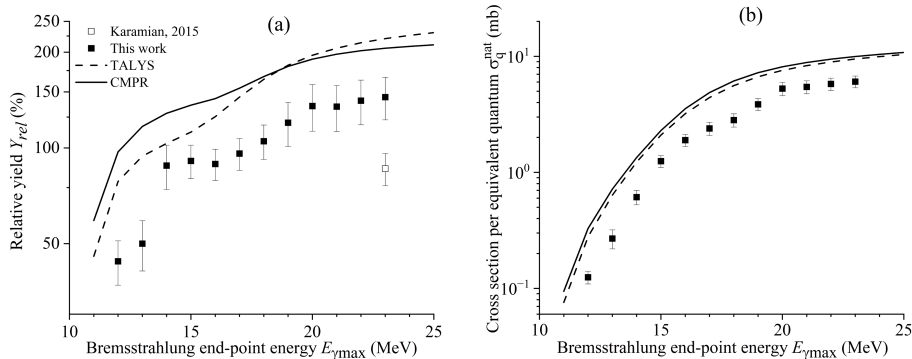 (a)
Karamian, 2015
This work
TALYS
CMPR
250
200
150
100
50
Relative yield Y_rel (%)
10 15 20 25
Bremsstrahlung end-point energy E_γmax (MeV)
(b)
10^1
10^0
10^-1
Cross section per equivalent quantum σ_q^nat (mb)
10 15 20 25
Bremsstrahlung end-point energy E_γmax (MeV)